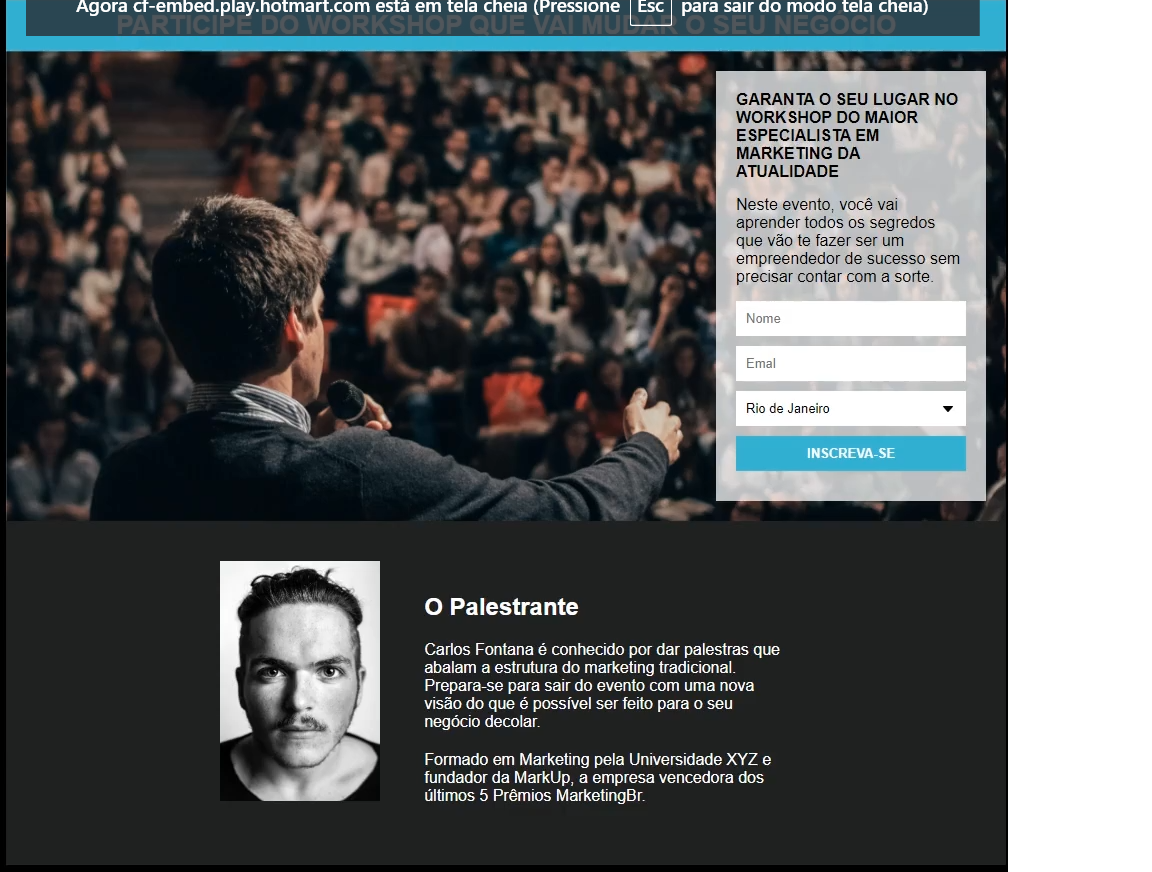 Agora cf-embed.play.hotmart.com está em tela cheia (Pressione Esc para sair do modo tela cheia)
PARTICIPE DO WORKSHOP QUE VAI MUDAR O SEU NEGÓCIO
GARANTA O SEU LUGAR NO
WORKSHOP DO MAIOR
ESPECIALISTA EM
MARKETING DA
ATUALIDADE
Neste evento, você vai
aprender todos os segredos
que vão te fazer ser um
empreendedor de sucesso sem
precisar contar com a sorte.
Nome
Emal
Rio de Janeiro
INSCREVA-SE
O Palestrante
Carlos Fontana é conhecido por dar palestras que
abalam a estrutura do marketing tradicional.
Prepara-se para sair do evento com uma nova
visão do que é possível ser feito para o seu
negócio decolar.
Formado em Marketing pela Universidade XYZ e
fundador da MarkUp, a empresa vencedora dos
últimos 5 Prêmios MarketingBr.